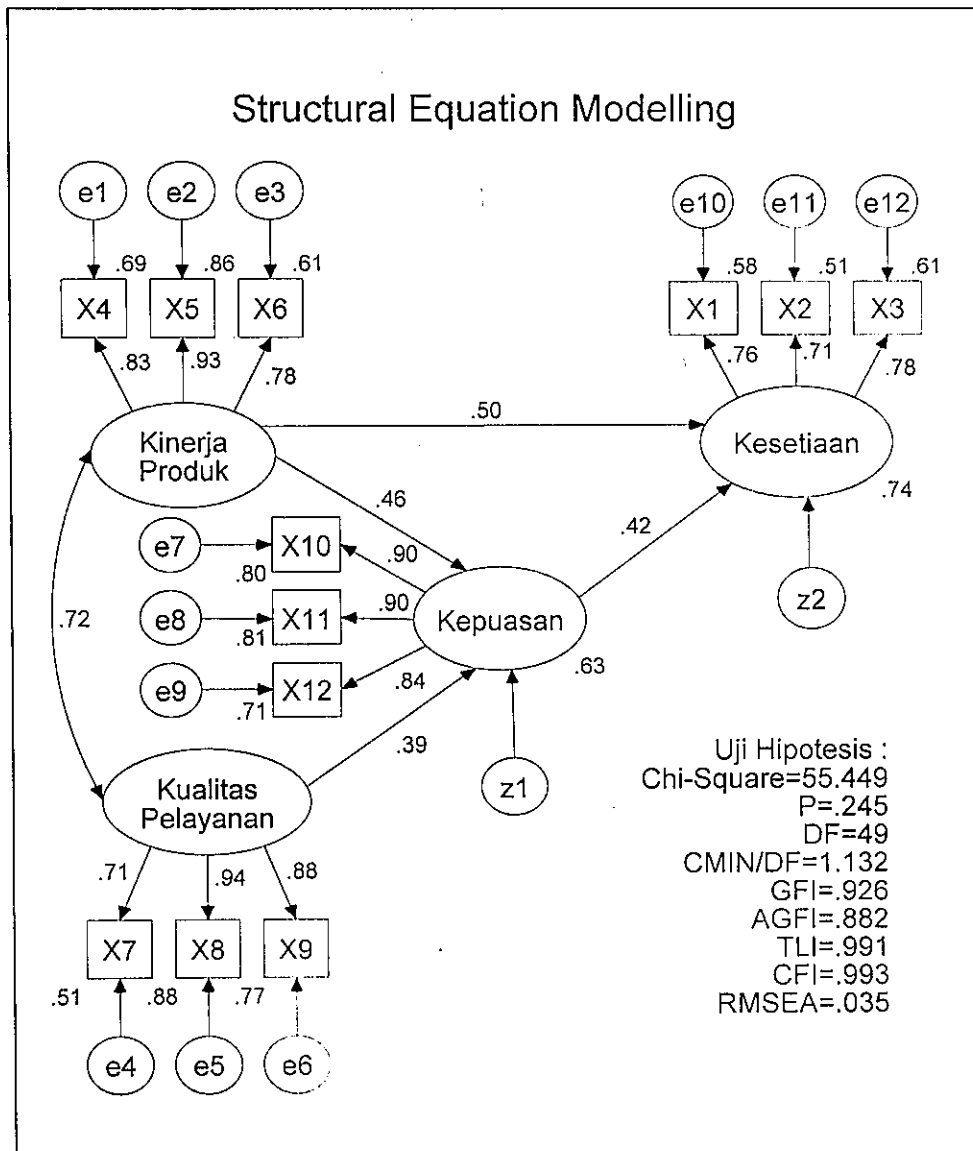 Structural Equation Modelling
e1 e2 e3
e10 e11 e12
.69 .86 .61
.58 .51 .61
X4 X5 X6
X1 X2 X3
.83 .93 .78
.76 .71 .78
.50
Kinerja
Produk
Kesetiaan
.74
.46
.42
e7 X10 .90
.80
z2
.72
e8 X11 .90
.81
Kepuasan
.63
e9 X12 .84
.71
.39
z1
Kualitas
Pelayanan
.71 .94 .88
X7 X8 X9
.51 .88 .77
e4 e5 e6
Uji Hipotesis :
Chi-Square=55.449
P=.245
DF=49
CMIN/DF=1.132
GFI=.926
AGFI=.882
TLI=.991
CFI=.993
RMSEA=.035